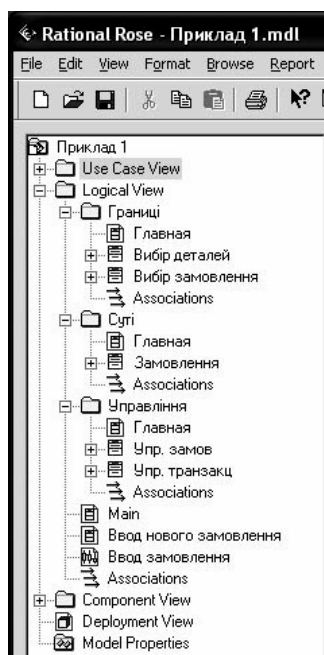 Rational Rose - Приклад 1.mdl
File Edit View Format Browse Report
Приклад 1
Use Case View
Logical View
Границі
Главная
Вибір деталей
Вибір замовлення
Associations
Суті
Главная
Замовлення
Associations
Управління
Главная
Упр. замов
Упр. транзакц
Associations
Main
Ввод нового замовлення
Ввод замовлення
Associations
Component View
Deployment View
Model Properties